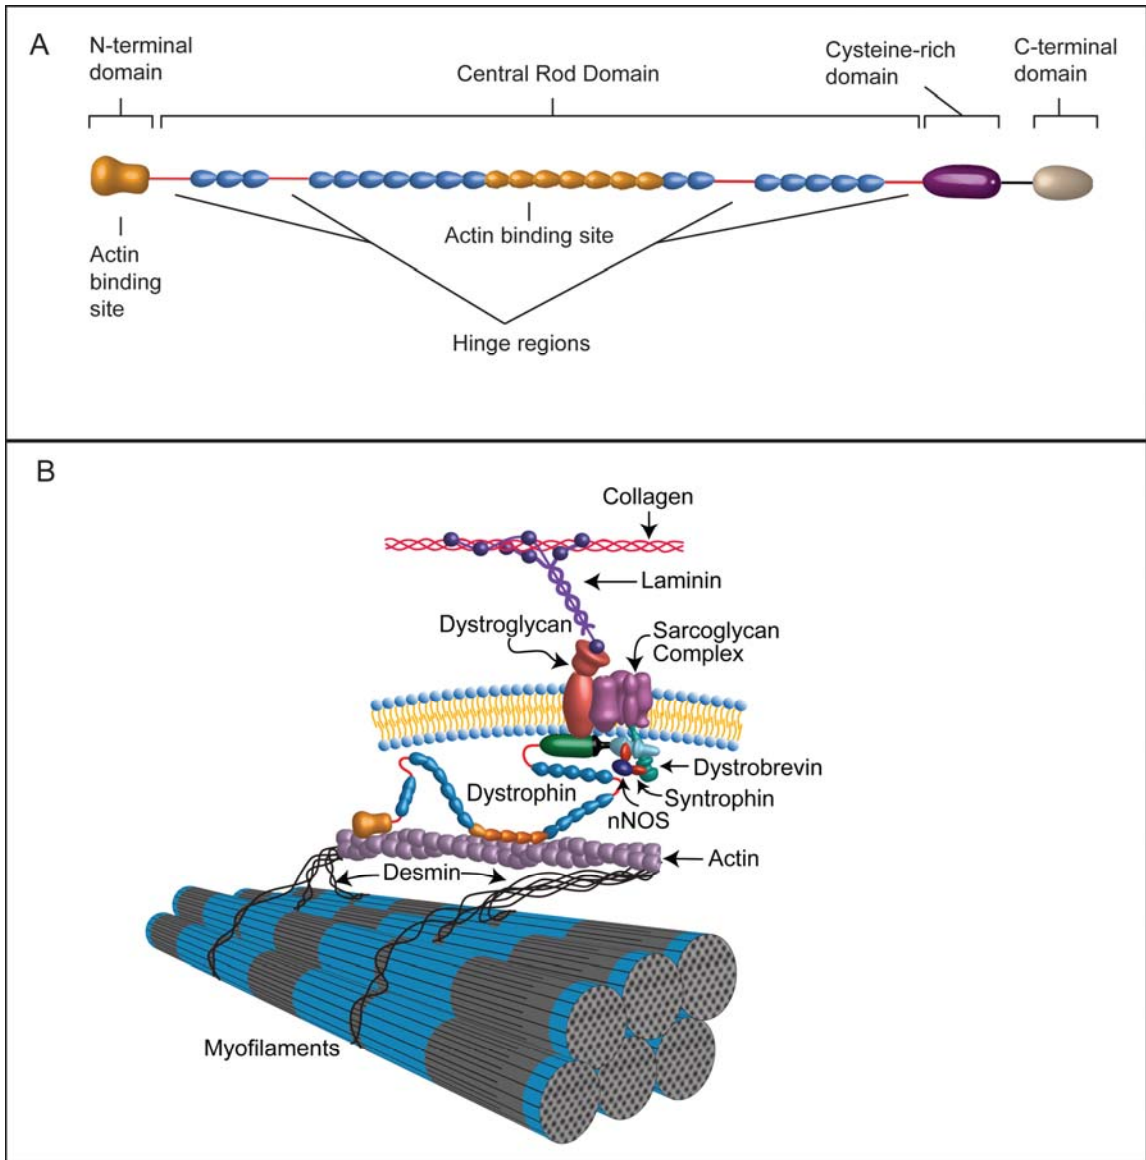 A
N-terminal
domain
Central Rod Domain
Cysteine-rich
domain
C-terminal
domain
Actin
binding
site
Actin binding site
Hinge regions
B
Collagen
Laminin
Dystroglycan
Sarcoglycan
Complex
Dystrobrevin
Dystrophin
Syntrophin
nNOS
Actin
Desmin
Myofilaments